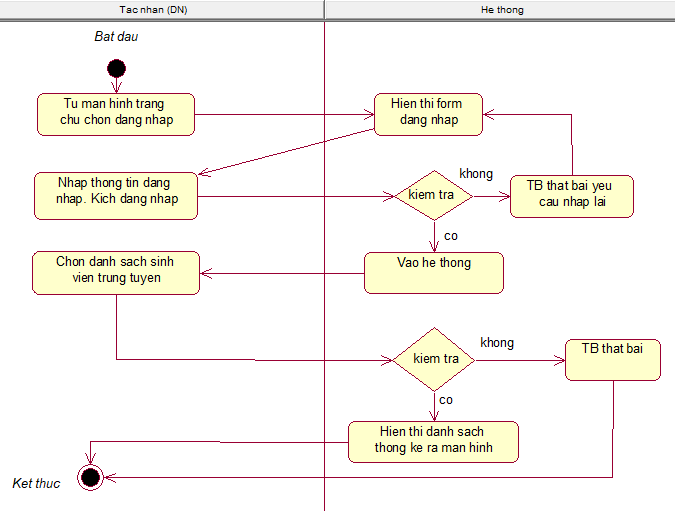 Tac nhan (DN)
He thong
Bat dau
Tu man hinh trang
chu chon dang nhap
Hien thi form
dang nhap
Nhap thong tin dang
nhap. Kich dang nhap
kiem tra
khong
TB that bai yeu
cau nhap lai
co
Chon danh sach sinh
vien trung tuyen
Vao he thong
kiem tra
khong
TB that bai
co
Hien thi danh sach
thong ke ra man hinh
Ket thuc